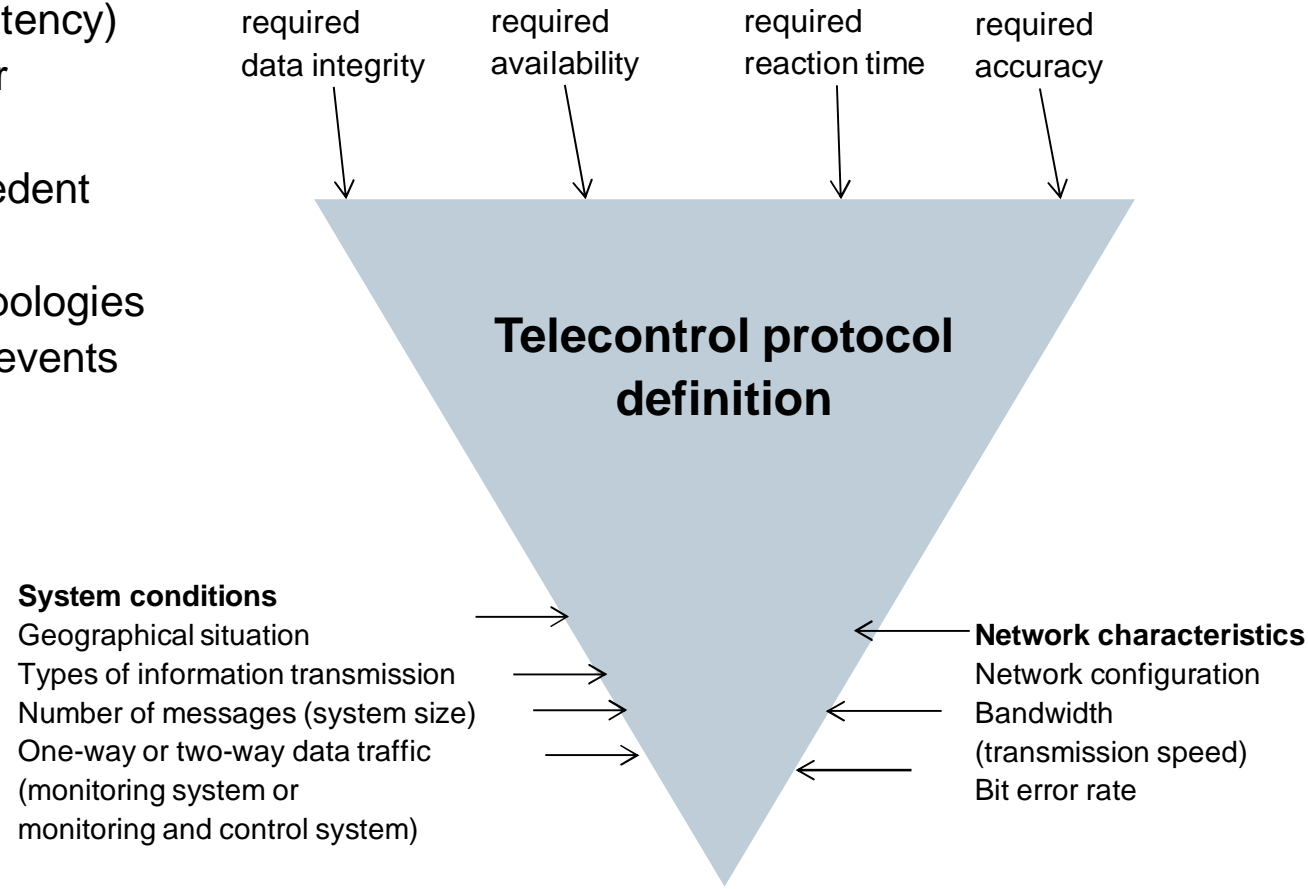 tency)
r
edent
oologies
events
required
data integrity
required
availability
required
reaction time
required
accuracy
Telecontrol protocol
definition
System conditions
Geographical situation
Types of information transmission
Number of messages (system size)
One-way or two-way data traffic
(monitoring system or
monitoring and control system)
Network characteristics
Network configuration
Bandwidth
(transmission speed)
Bit error rate